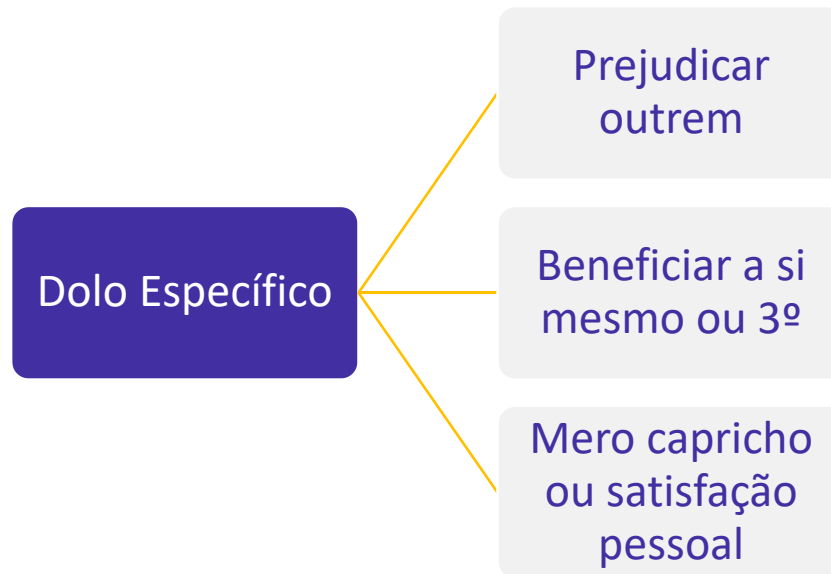 Dolo Específico
Prejudicar
outrem
Beneficiar a si
mesmo ou 3º
Mero capricho
ou satisfação
pessoal